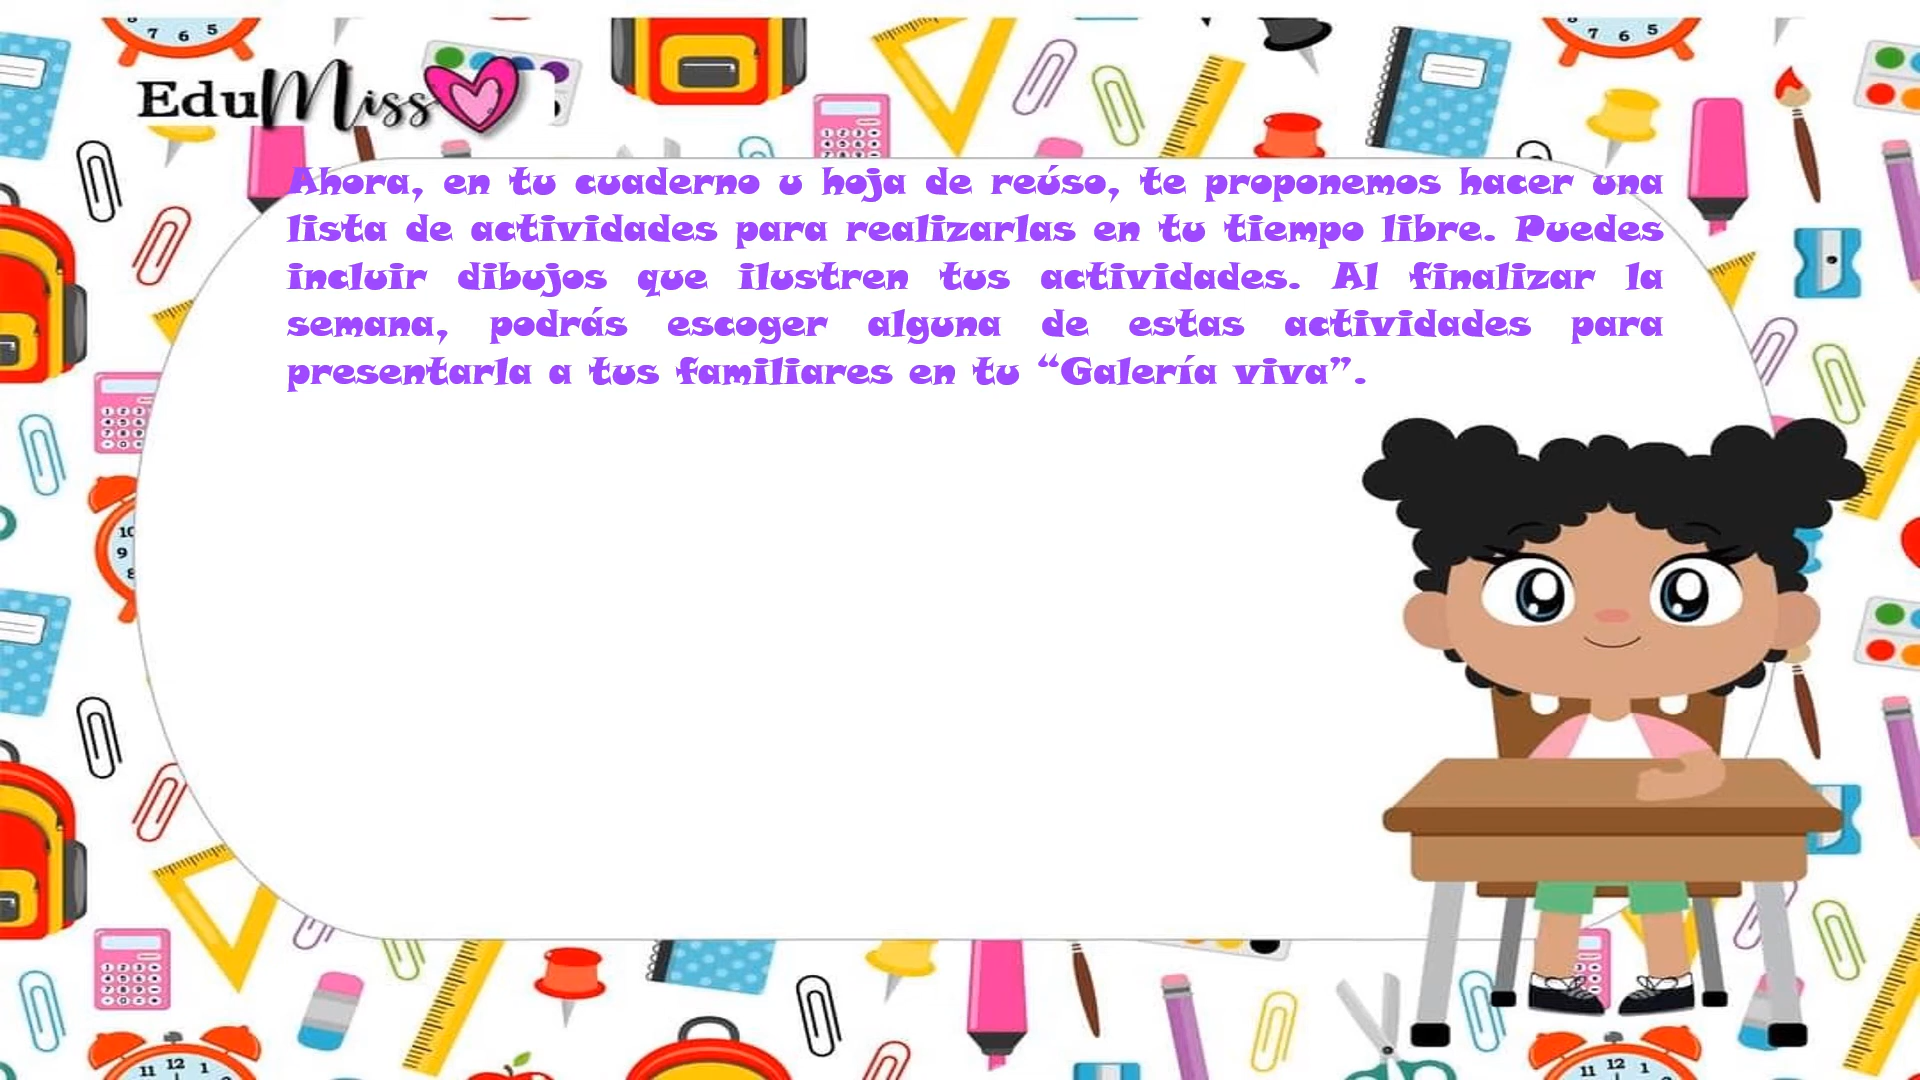 EduMiss
Ahora, en tu cuaderno u hoja de reúso, te proponemos hacer una
lista de actividades para realizarlas en tu tiempo libre. Puedes
incluir dibujos que ilustren tus actividades. Al finalizar la
semana, podrás escoger alguna de estas actividades para
presentarla a tus familiares en tu “Galería viva”.